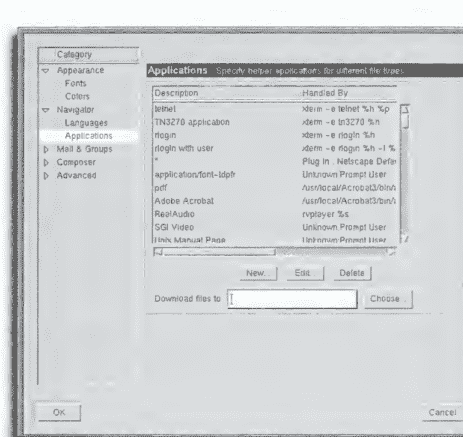 Category
Appearance
Fonts
Colors
Navigator
Languages
Applications
Mail & Groups
Composer
Advanced
Applications Specify helper applications for different file types
Description Handled By
telnet xterm -e telnet %h %p
TN3270 application xterm -e tn3270 %h
rlogin xterm -e rlogin %h
rlogin with user xterm -e rlogin %h -l %
* Plug In : Netscape Defa
application/font-tdpfr Unknown:Prompt User
pdf /usr/local/Acrobat3/bin/
Adobe Acrobat /usr/local/Acrobat3/bin/
RealAudio rvplayer %s
SGI Video Unknown:Prompt User
Unix Manual Page Unknown:Prompt User
New... Edit Delete
Download files to Choose...
OK Cancel